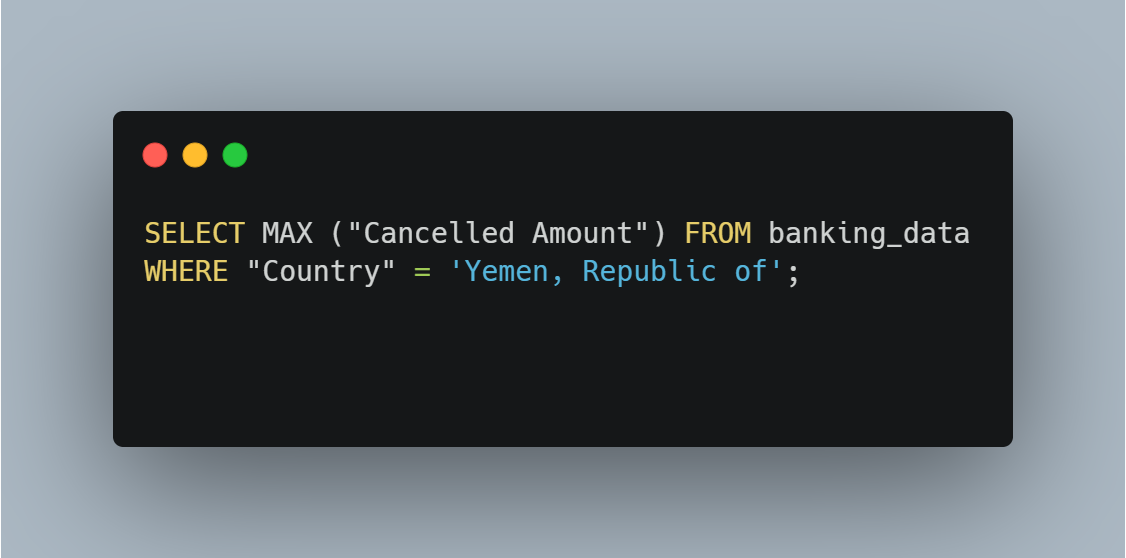 SELECT MAX ("Cancelled Amount") FROM banking_data
WHERE "Country" = 'Yemen, Republic of';